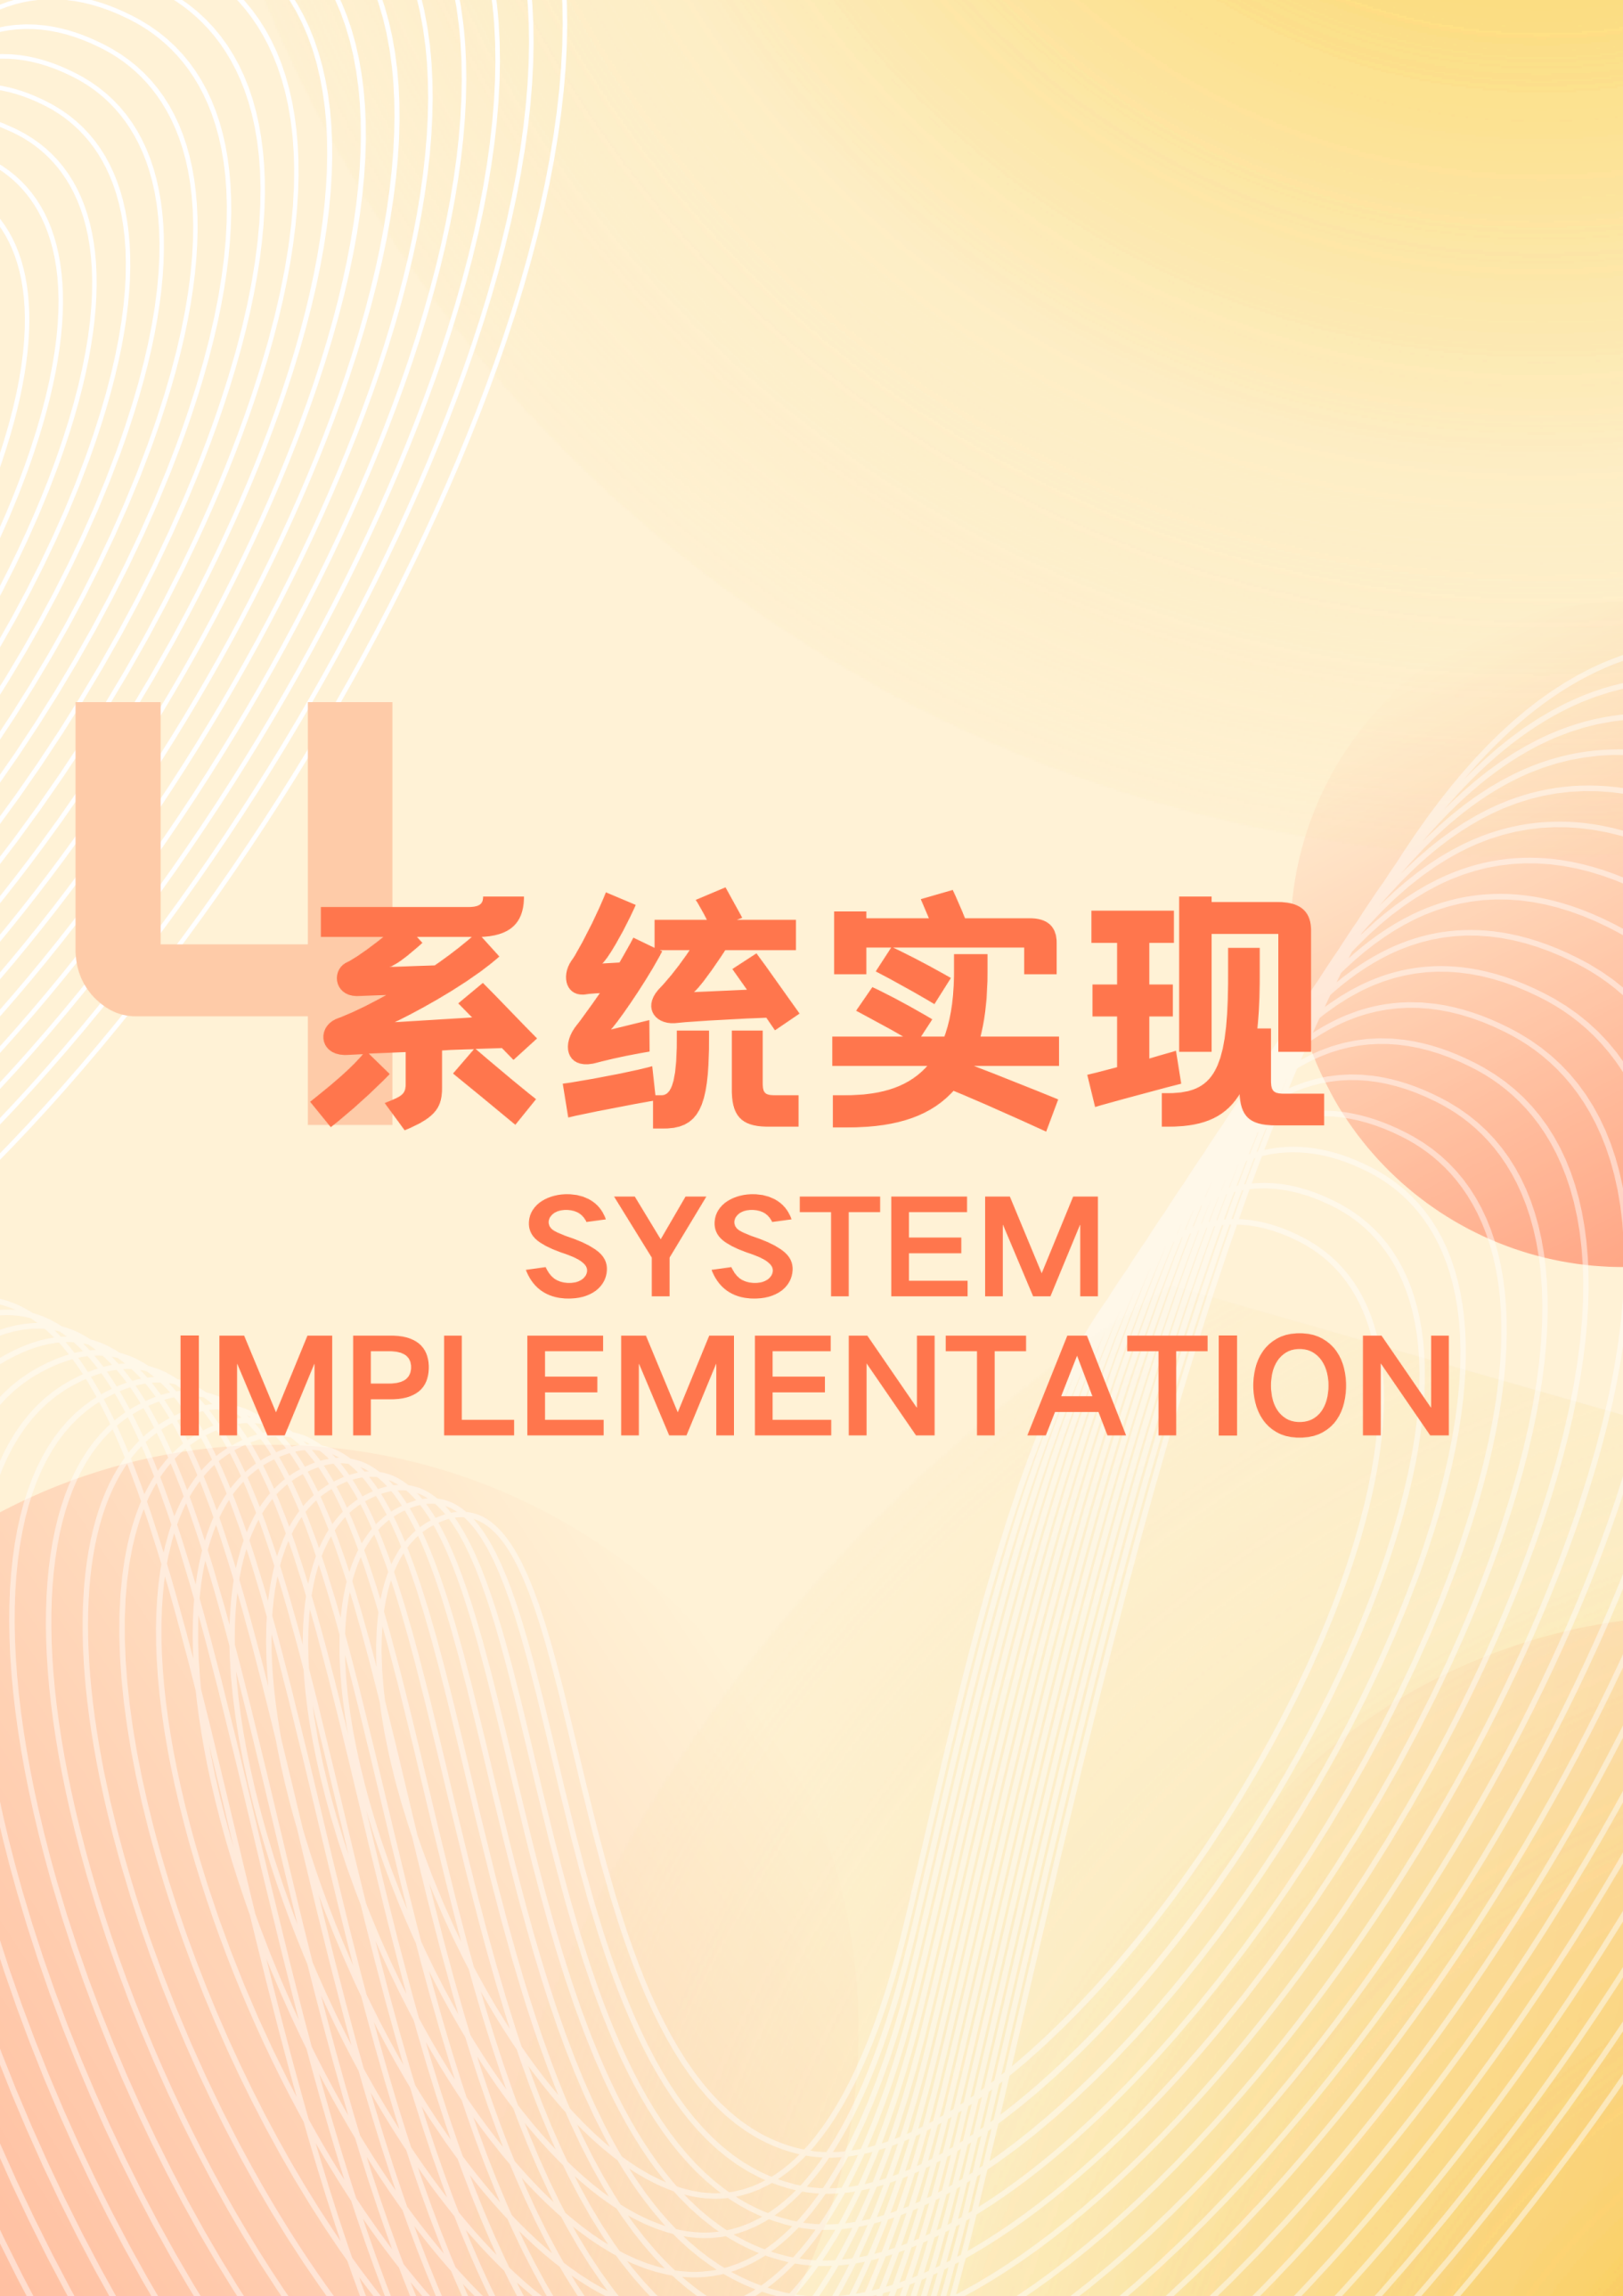 4
系统实现
SYSTEM
IMPLEMENTATION